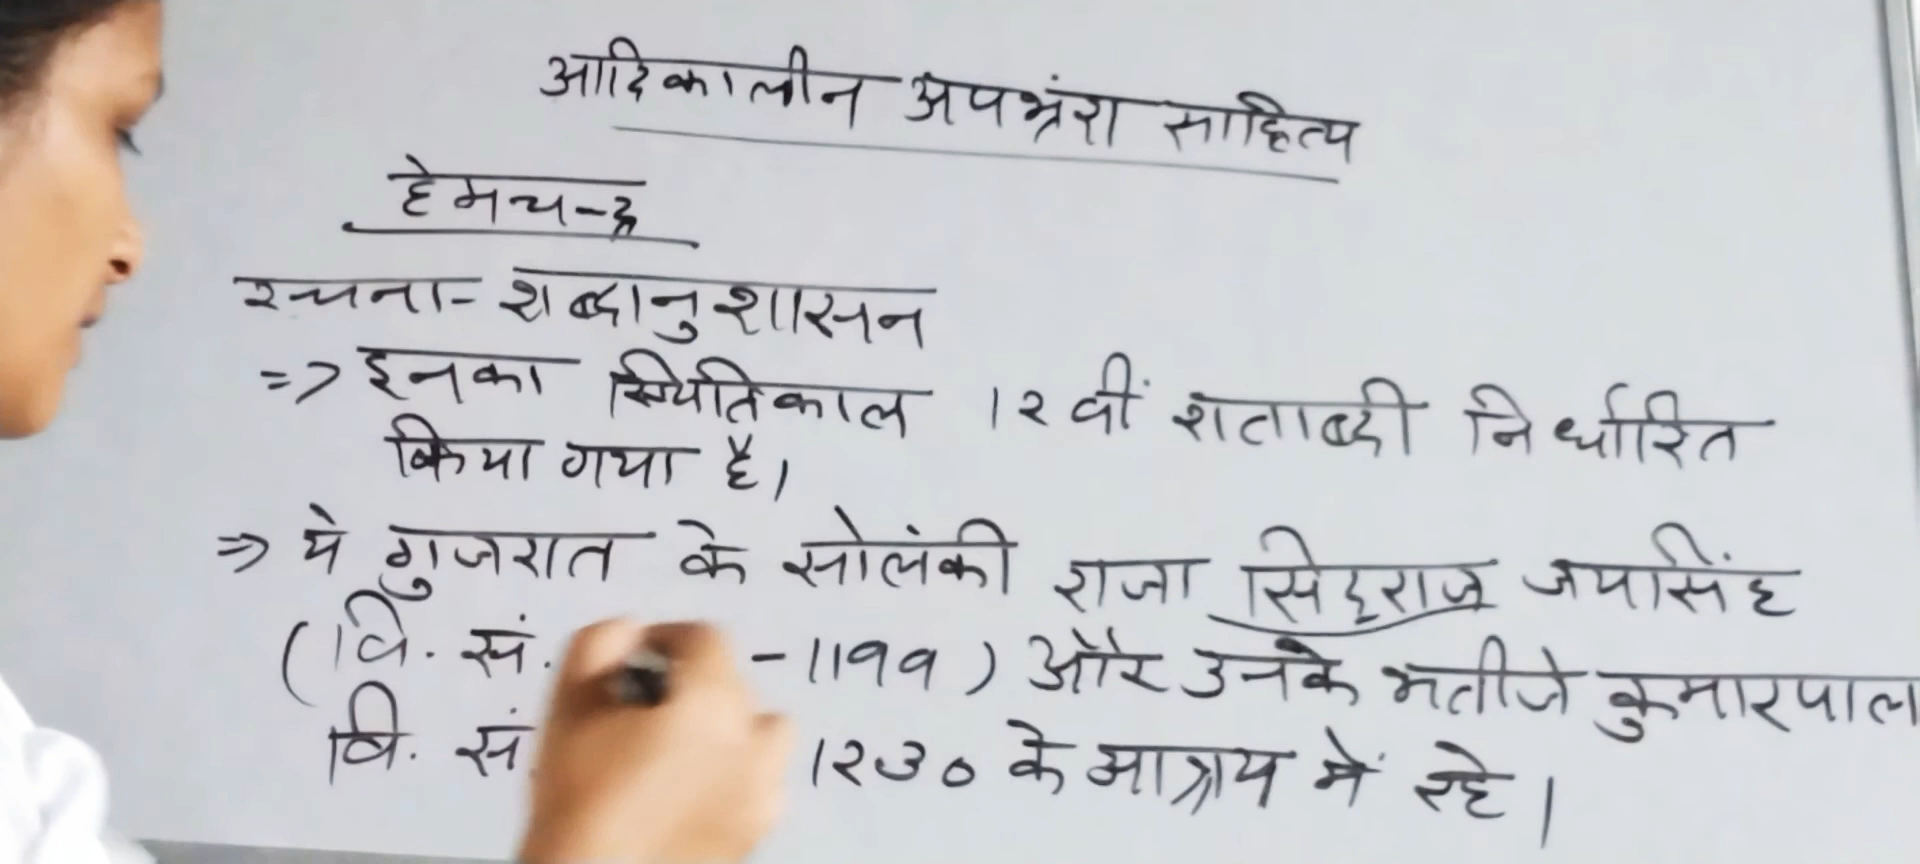 आदिकालीन अपभ्रंश साहित्य
हेमचन्द्र
रचना- शब्दानुशासन
=> इनका स्थितिकाल 12वीं शताब्दी निर्धारित
किया गया है।
=> ये गुजरात के सोलंकी राजा सिद्धराज जयसिंह
(वि. सं. -1199) और उनके भतीजे कुमारपाल
वि. सं. 1230 के आश्रय में रहे।